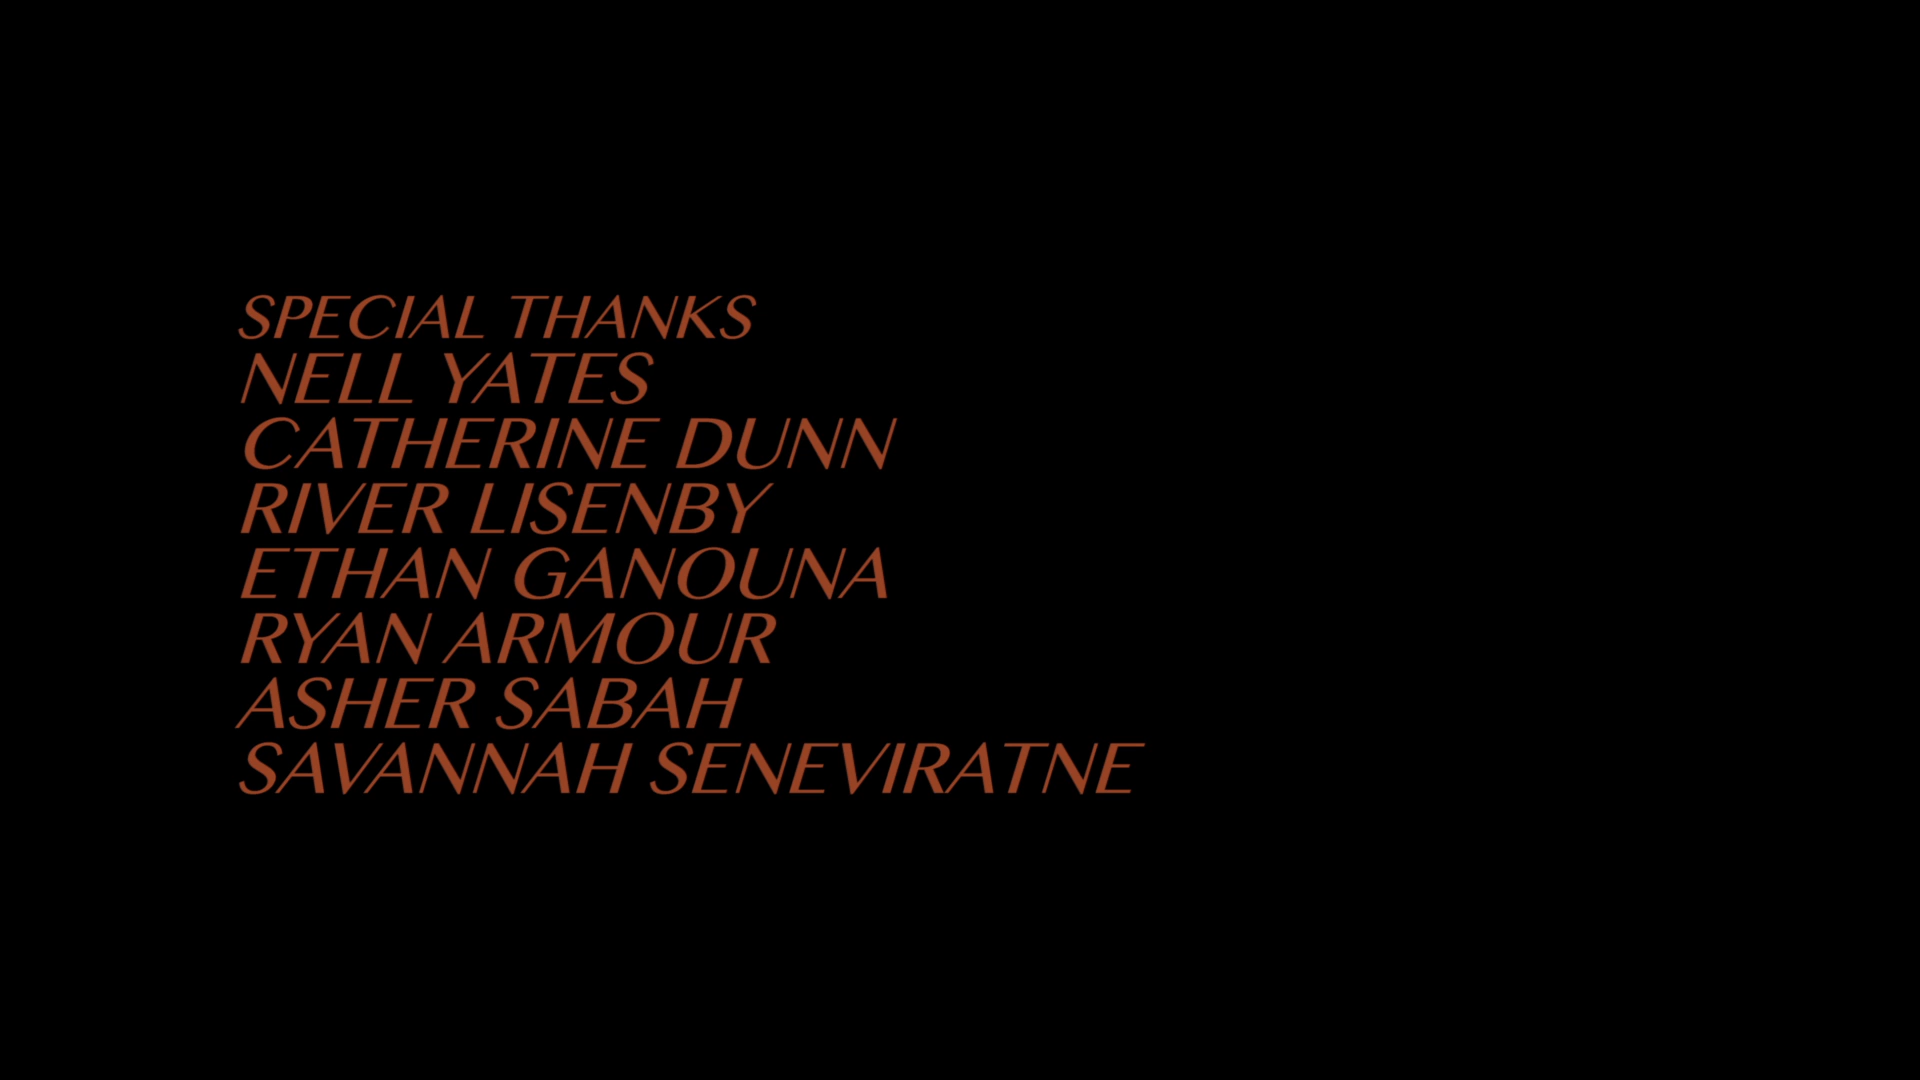 SPECIAL THANKS
NELL YATES
CATHERINE DUNN
RIVER LISENBY
ETHAN GANOUNA
RYAN ARMOUR
ASHER SABAH
SAVANNAH SENEVIRATNE